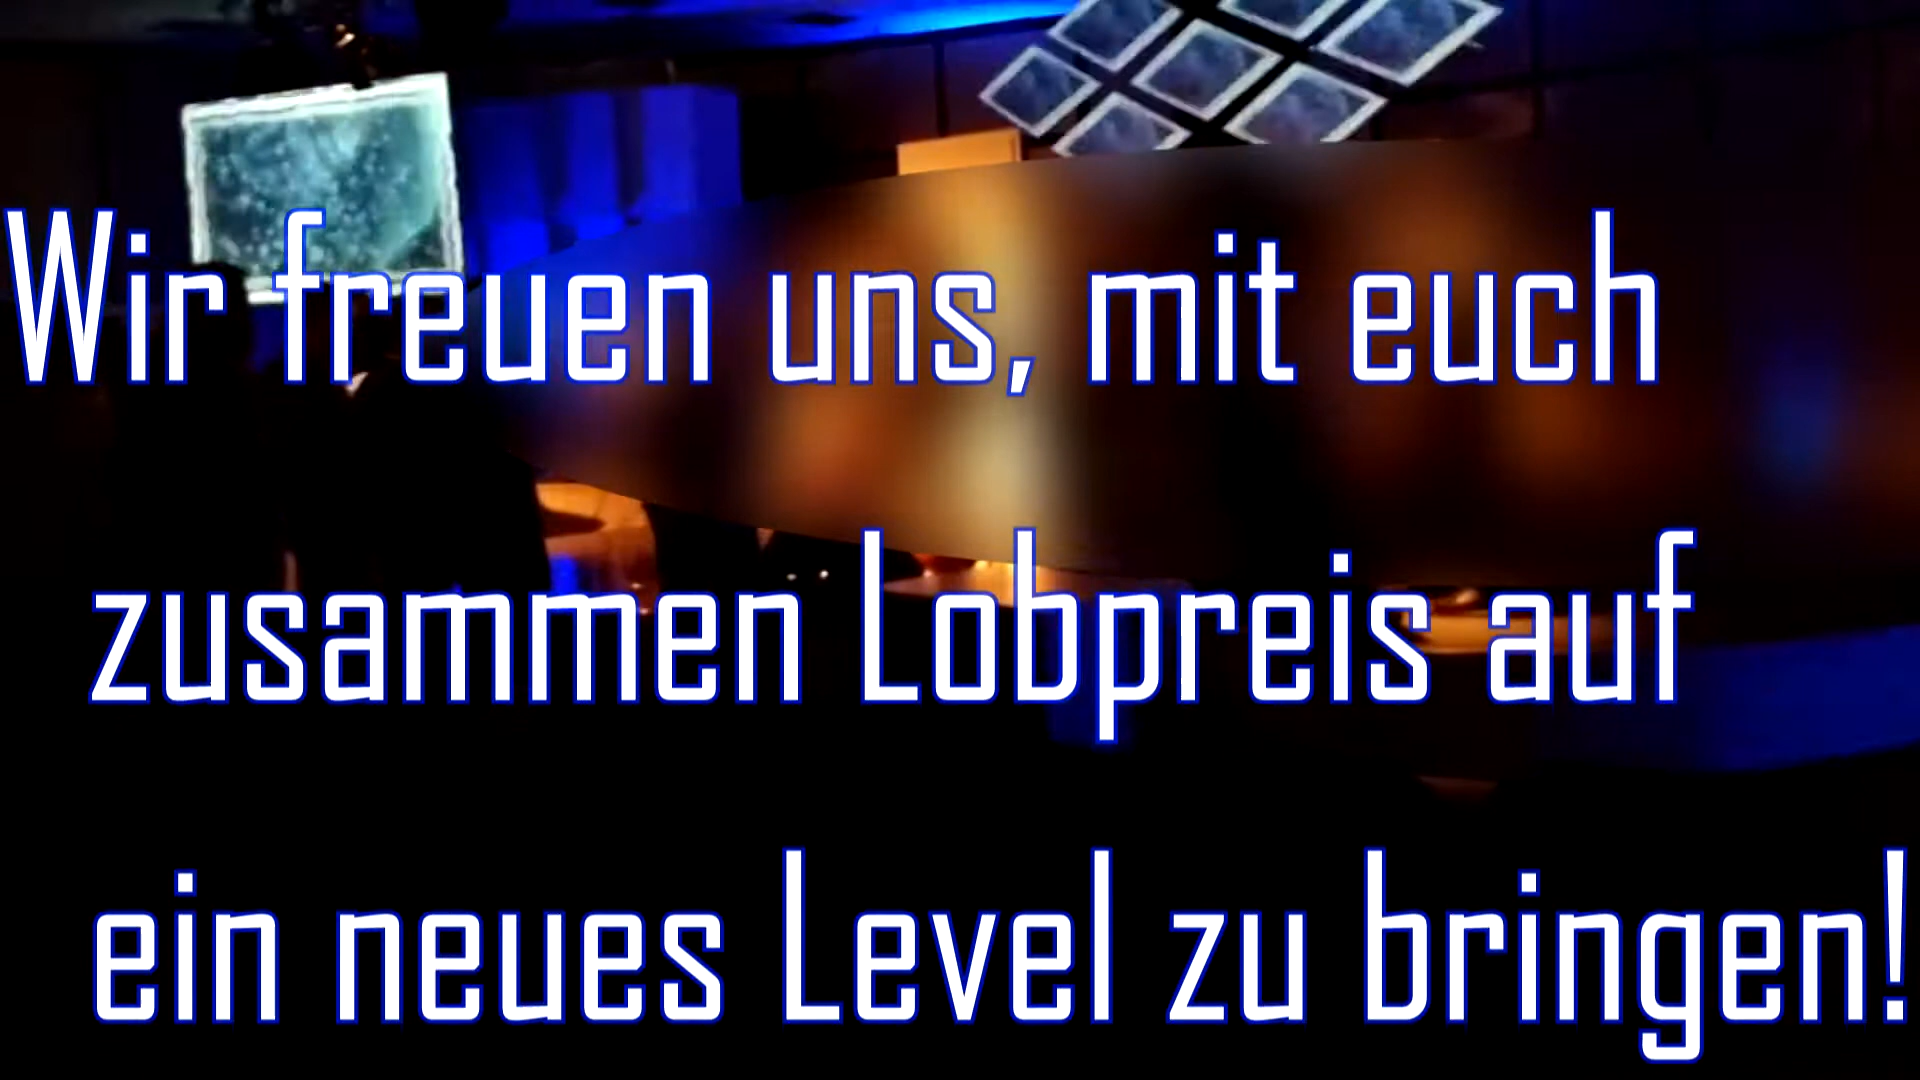 Wir freuen uns, mit euch
zusammen Lobpreis auf
ein neues Level zu bringen!